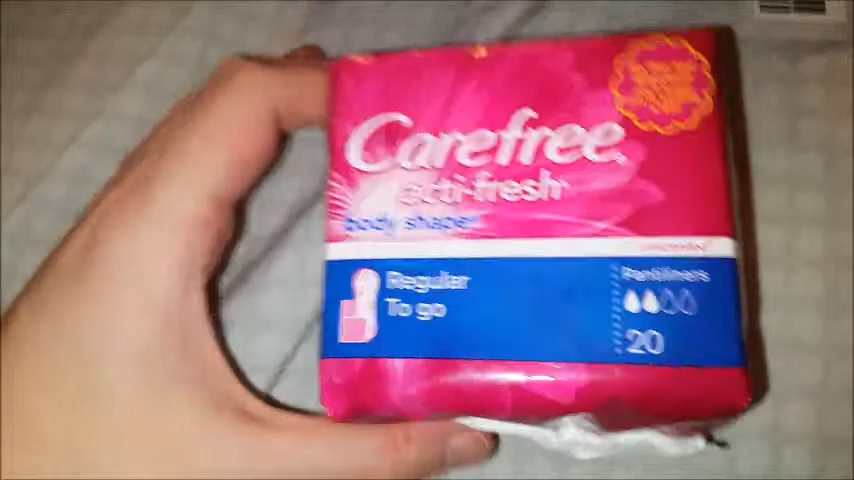 Carefree
acti-fresh
body shape
Regular
To go
Pantiliners
20